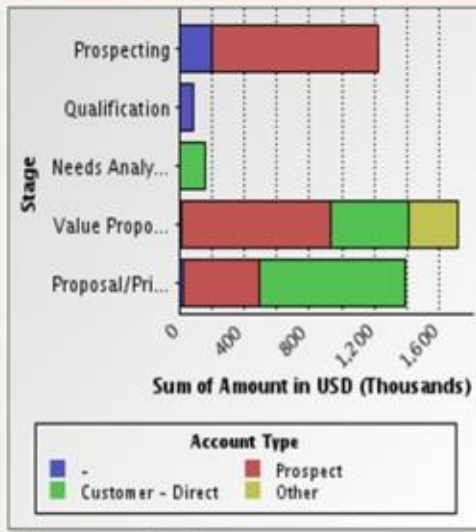 Prospecting
Qualification
Needs Analy...
Value Propo...
Proposal/Pri...
Stage
0
400
800
1,200
1,600
Sum of Amount in USD (Thousands)
Account Type
-
Prospect
Customer - Direct
Other